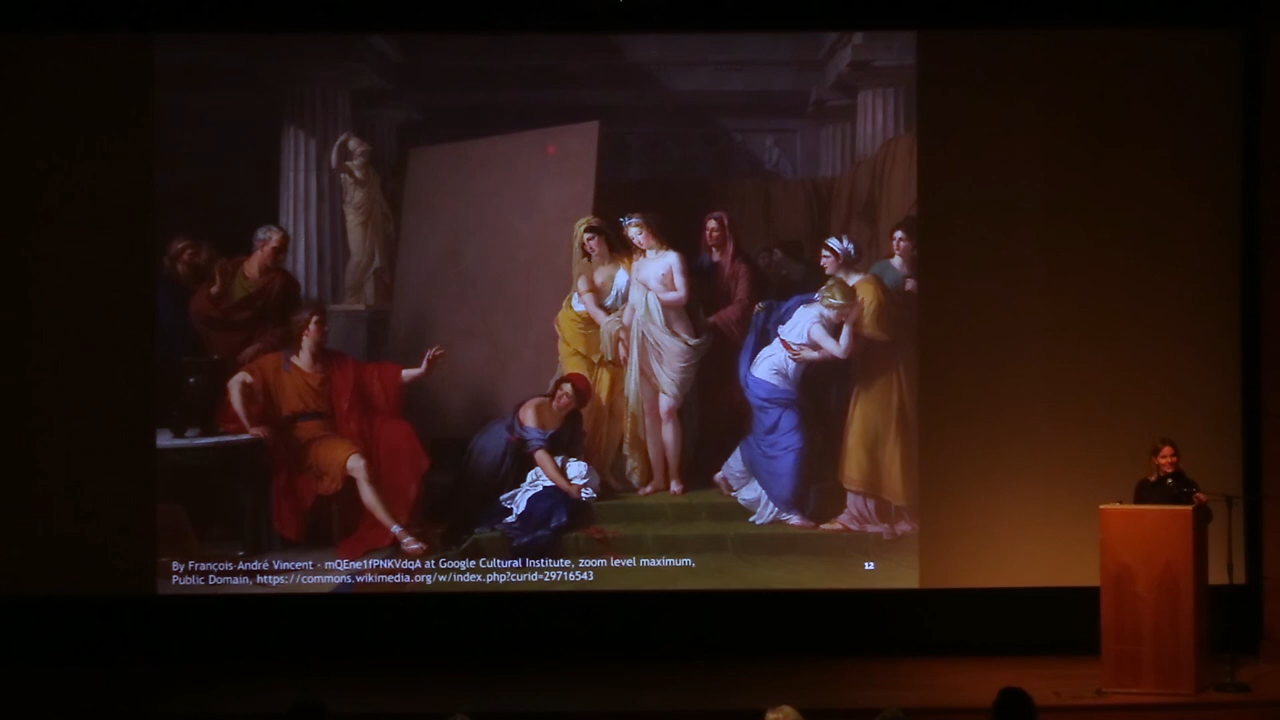 By François-André Vincent - mQEne1fPNKVdqA at Google Cultural Institute, zoom level maximum,
Public Domain, https://commons.wikimedia.org/w/index.php?curid=29716543
12